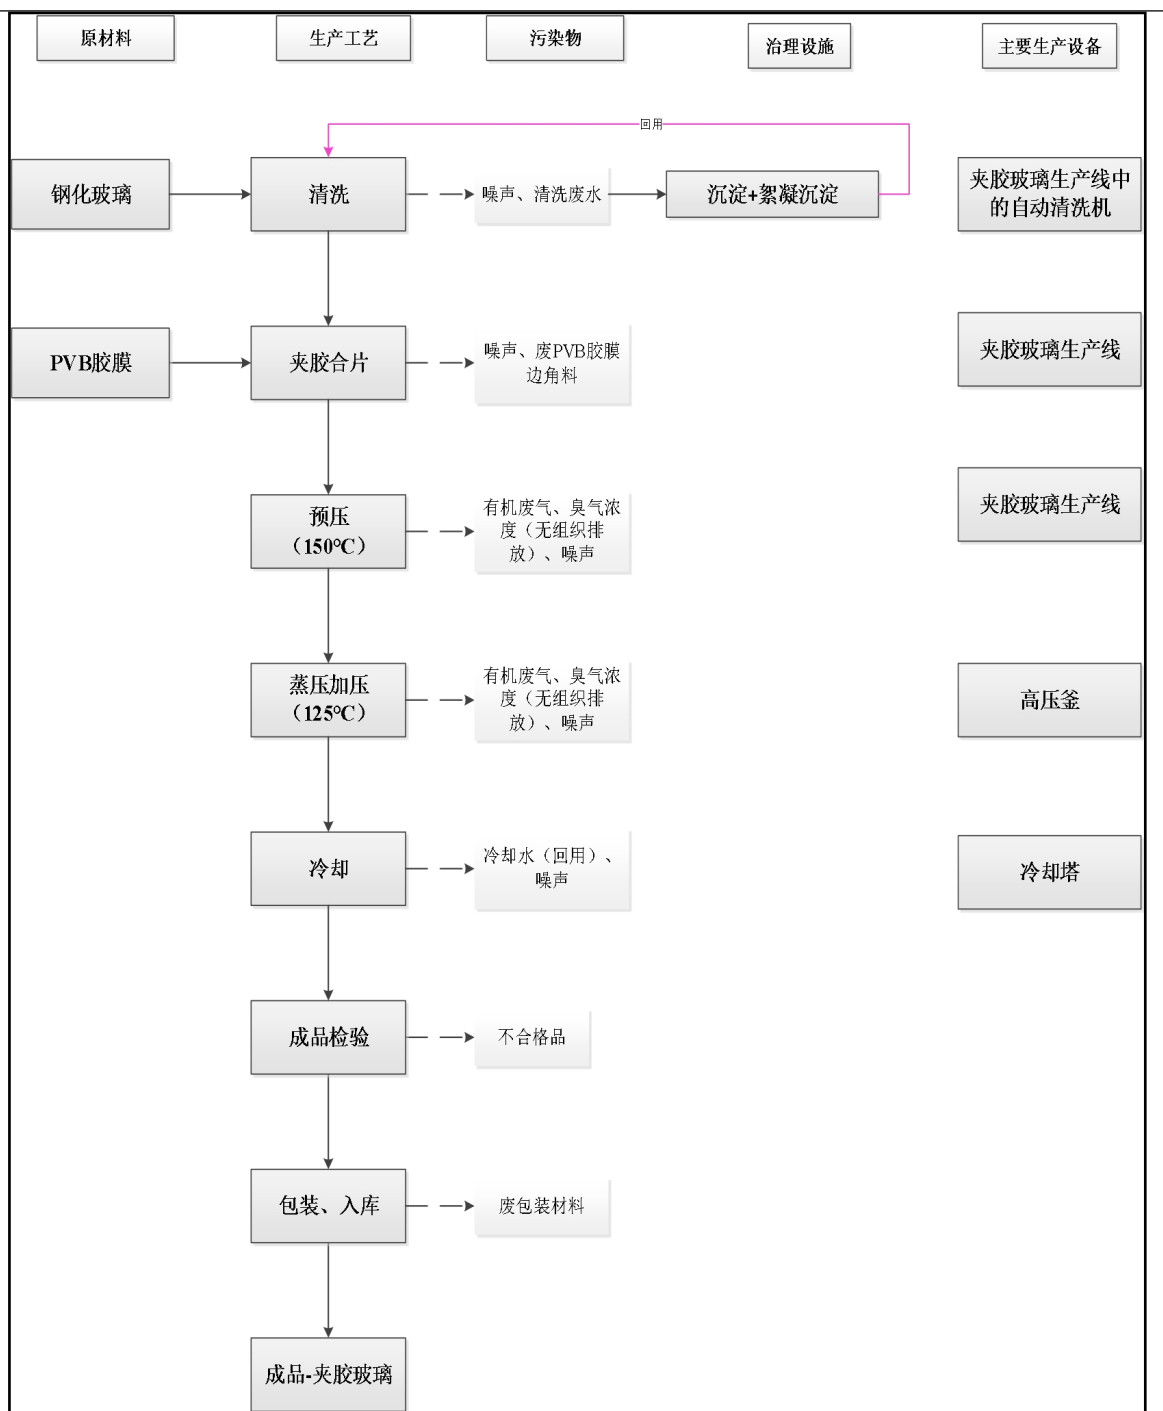 原材料
生产工艺
污染物
治理设施
主要生产设备
回用
钢化玻璃
清洗
噪声、清洗废水
沉淀+絮凝沉淀
夹胶玻璃生产线中
的自动清洗机
PVB胶膜
夹胶合片
噪声、废PVB胶膜
边角料
夹胶玻璃生产线
预压
（150℃）
有机废气、臭气浓
度（无组织排
放）、噪声
夹胶玻璃生产线
蒸压加压
（125℃）
有机废气、臭气浓
度（无组织排
放）、噪声
高压釜
冷却
冷却水（回用）、
噪声
冷却塔
成品检验
不合格品
包装、入库
废包装材料
成品-夹胶玻璃